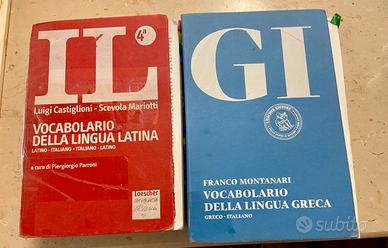 IL
4ª
Luigi Castiglioni - Scevola Mariotti
VOCABOLARIO
DELLA LINGUA LATINA
LATINO - ITALIANO • ITALIANO - LATINO
a cura di Piergiorgio Parroni
Loescher
GI
FRANCO MONTANARI
VOCABOLARIO
DELLA LINGUA GRECA
GRECO - ITALIANO
subito